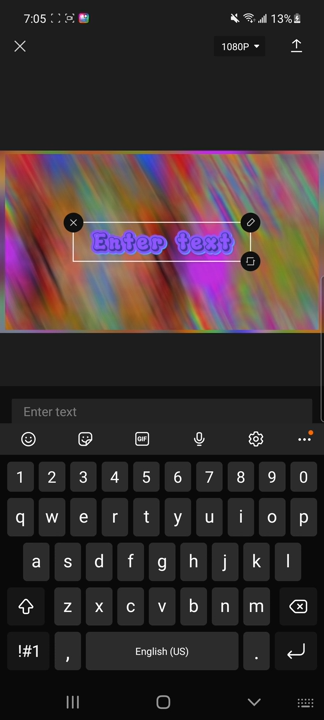 7:05
13%
1080P
Enter text
Enter text
GIF
1 2 3 4 5 6 7 8 9 0
q w e r t y u i o p
a s d f g h j k l
z x c v b n m
!#1 , English (US) .